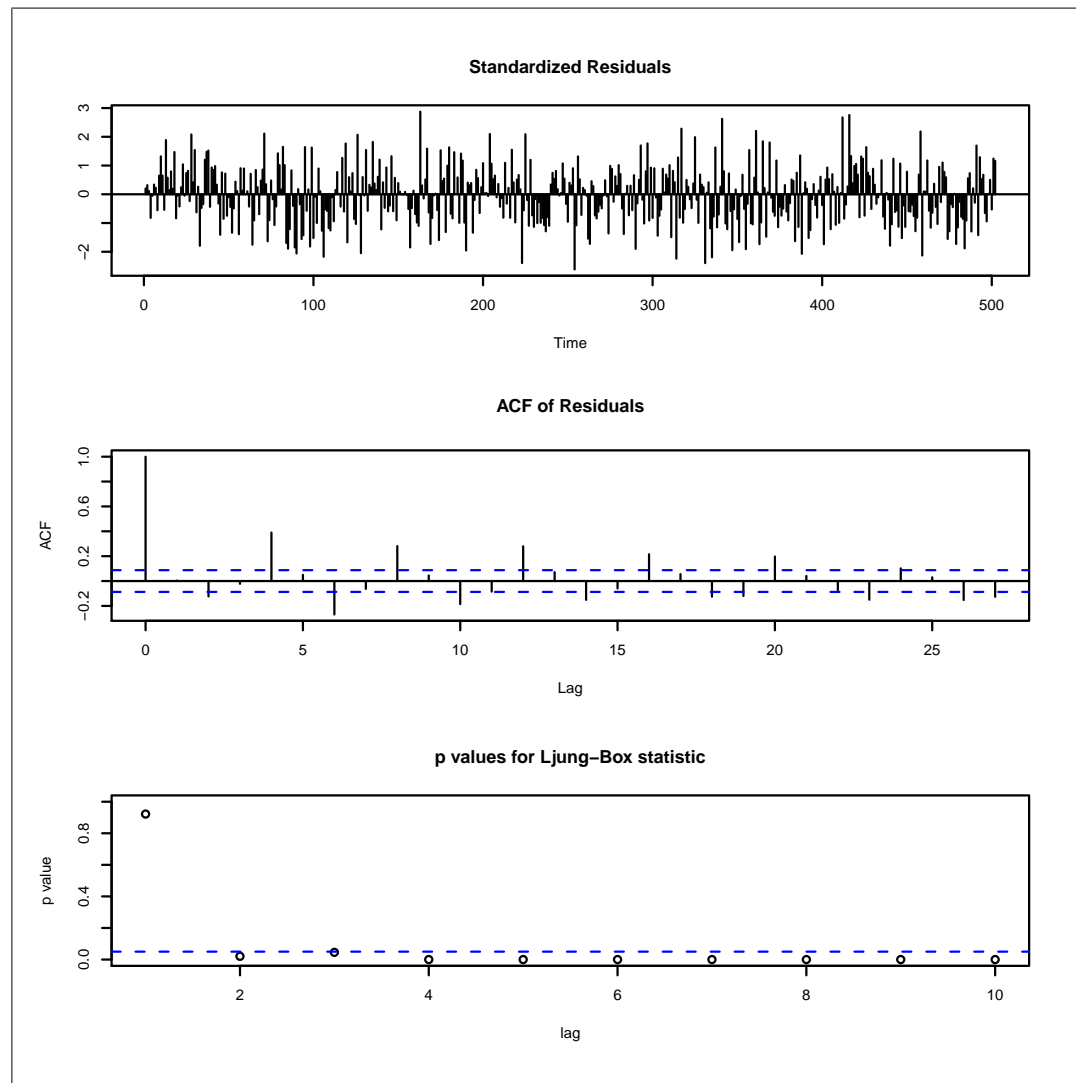 Standardized Residuals
3
2
1
0
−2
0 100 200 300 400 500
Time
ACF of Residuals
ACF
1.0
0.6
0.2
−0.2
0 5 10 15 20 25
Lag
p values for Ljung−Box statistic
p value
0.8
0.4
0.0
2 4 6 8 10
lag